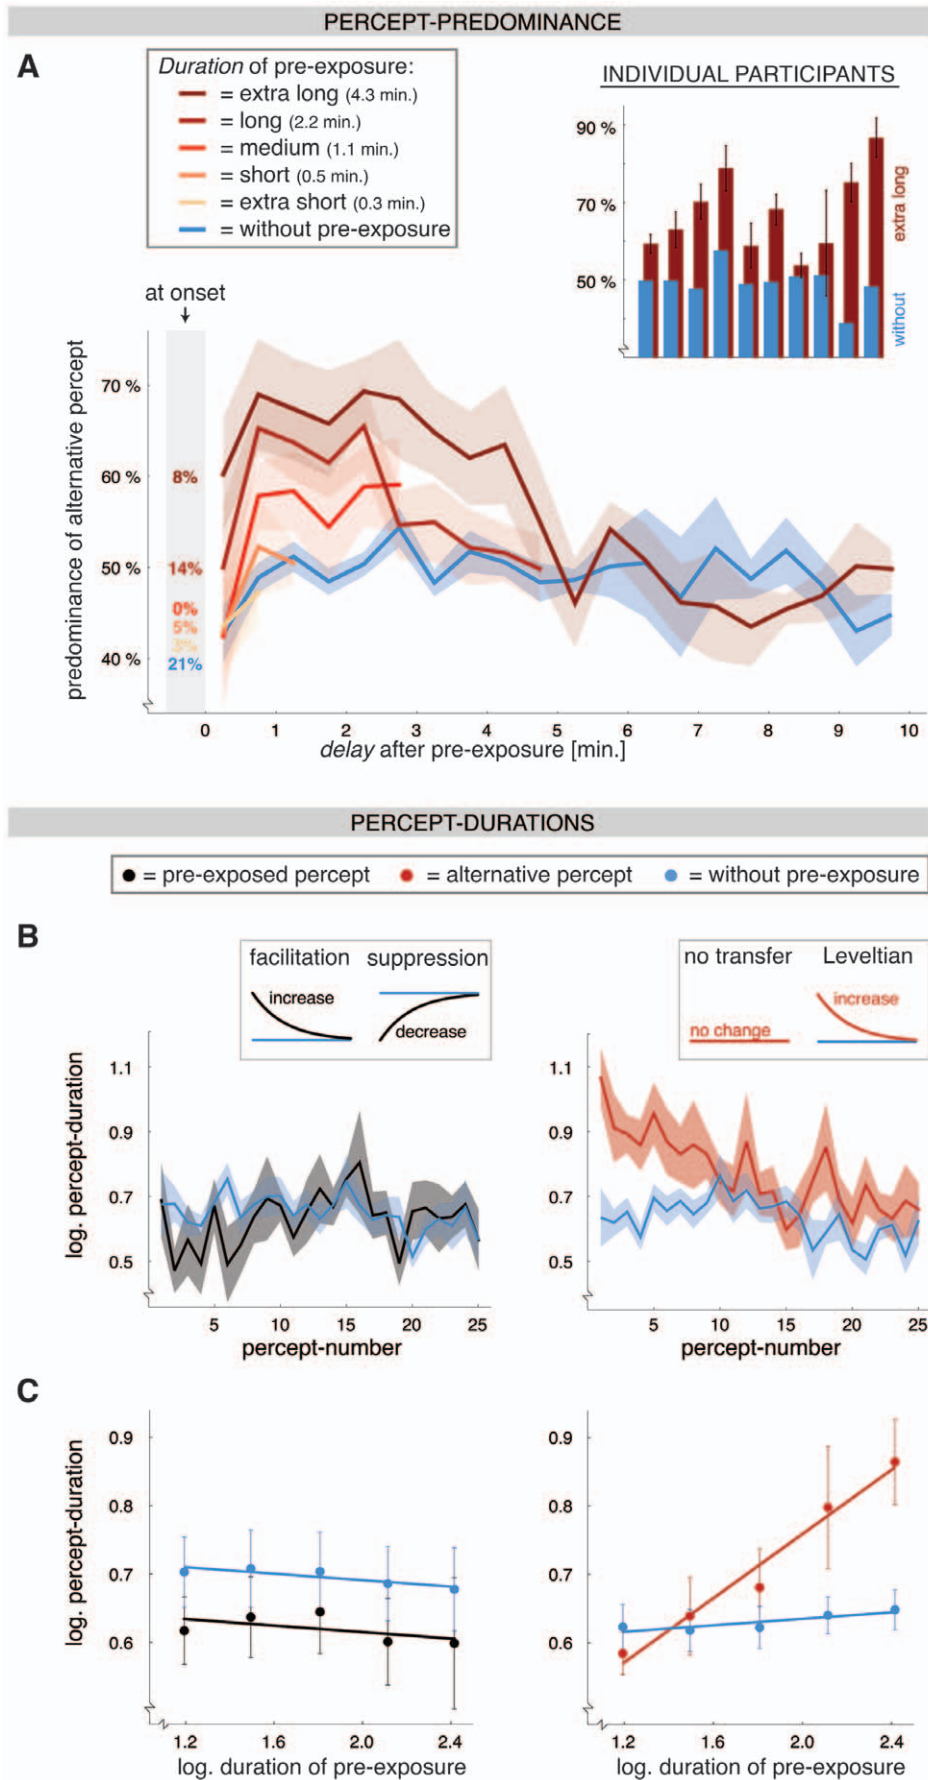 PERCEPT-PREDOMINANCE
A
Duration of pre-exposure:
= extra long (4.3 min.)
= long (2.2 min.)
= medium (1.1 min.)
= short (0.5 min.)
= extra short (0.3 min.)
= without pre-exposure
INDIVIDUAL PARTICIPANTS
90 %
70 %
50 %
extra long
without
at onset
predominance of alternative percept
70 %
60 %
50 %
40 %
8%
14%
0%
5%
3%
21%
0 1 2 3 4 5 6 7 8 9 10
delay after pre-exposure [min.]
PERCEPT-DURATIONS
= pre-exposed percept = alternative percept = without pre-exposure
B
facilitation suppression
increase
decrease
no transfer Leveltian
increase
no change
log. percept-duration
1.1
0.9
0.7
0.5
5 10 15 20 25
percept-number
1.1
0.9
0.7
0.5
5 10 15 20 25
percept-number
C
log. percept-duration
0.9
0.8
0.7
0.6
1.2 1.6 2.0 2.4
log. duration of pre-exposure
0.9
0.8
0.7
0.6
1.2 1.6 2.0 2.4
log. duration of pre-exposure